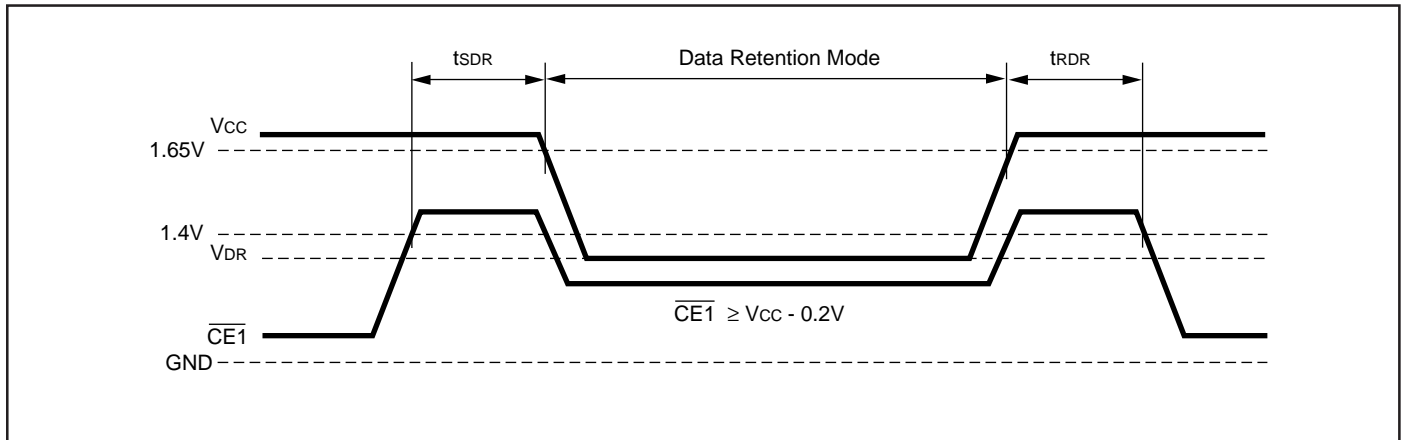 tSDR Data Retention Mode tRDR
VCC
1.65V
1.4V
VDR
CE1 ≥ VCC - 0.2V
CE1
GND